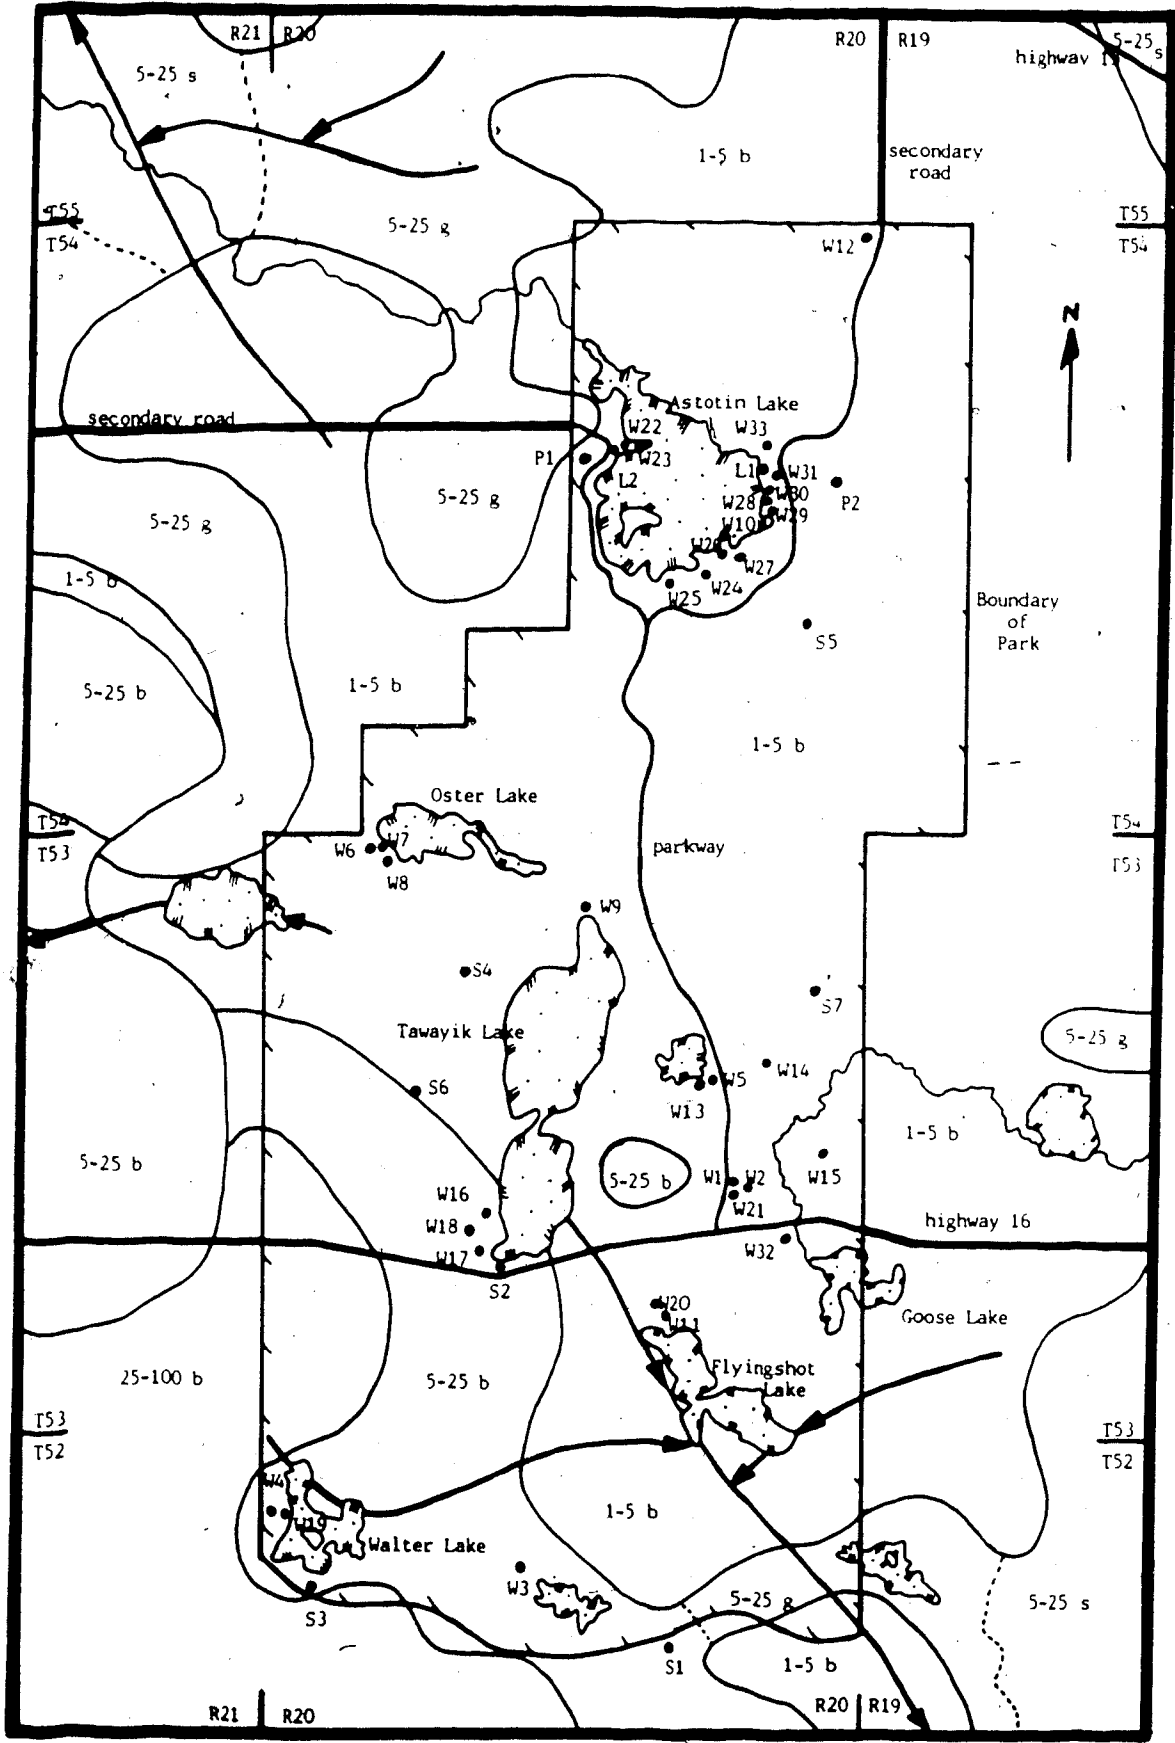 R21 R20
R20 R19
5-25 s
highway
5-25 s
1-5 b
secondary
road
T55
T54
T55
T54
5-25 g
W12
N
Astotin Lake
secondary road
W22
W33
P1
W23
L1
W31
L2
W30
P2
5-25 g
W28
W29
5-25 g
W10
W26
W27
1-5 b
W24
W25
Boundary
of
Park
S5
5-25 b
1-5 b
1-5 b
Oster Lake
T54
T53
T54
T53
W6
W7
parkway
W8
W9
S4
S7
Tawayik Lake
5-25 g
W14
S6
W5
W13
1-5 b
5-25 b
5-25 b
W15
W1
W2
W16
W21
W18
highway 16
W17
W32
S2
W20
W11
Goose Lake
25-100 b
5-25 b
Flyingshot
Lake
T53
T52
T53
T52
W4
1-5 b
W19
Walter Lake
W3
5-25 g
5-25 s
S3
S1
1-5 b
R21 R20
R20 R19